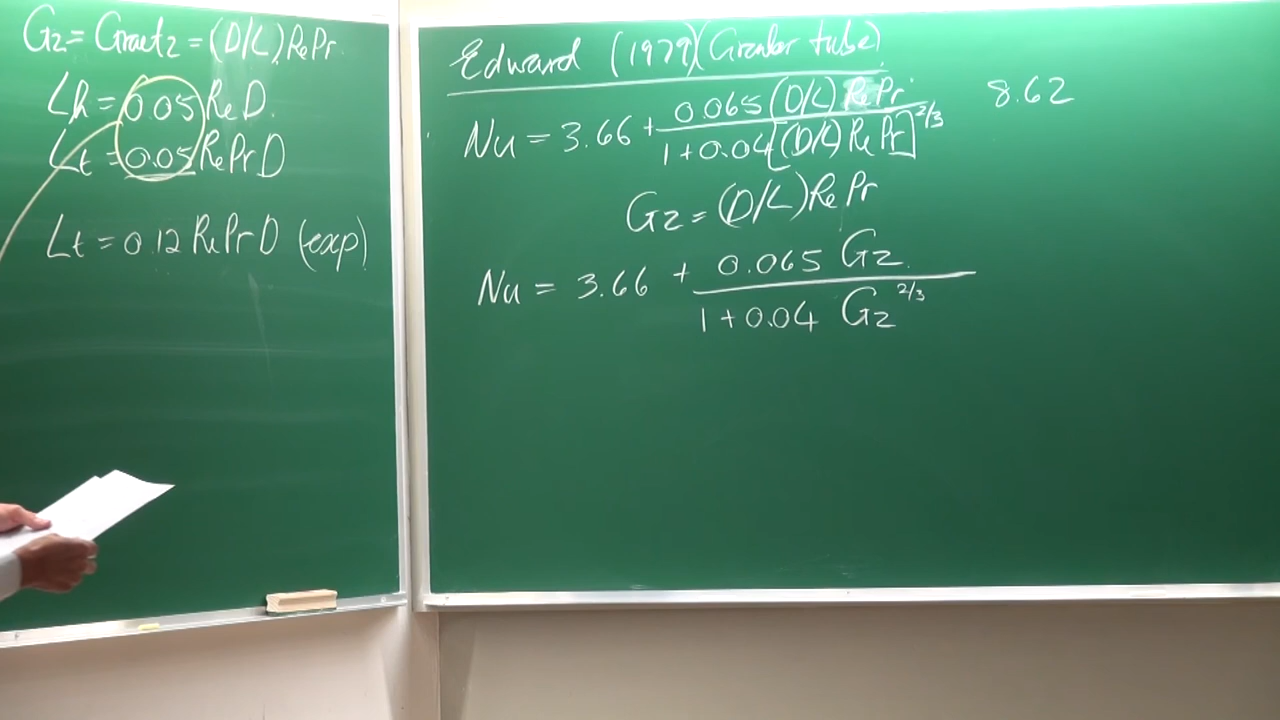 Gz = Graetz = (D/L) Re Pr
Lh = 0.05 Re D.
Lt = 0.05 Re Pr D
Lt = 0.12 Re Pr D (exp)
Edward (1979) (Circular tube)
Nu = 3.66 + 0.065 (D/L) Re Pr / 1 + 0.04 [(D/L) Re Pr]^2/3
8.62
Gz = (D/L) Re Pr
Nu = 3.66 + 0.065 Gz / 1 + 0.04 Gz^2/3